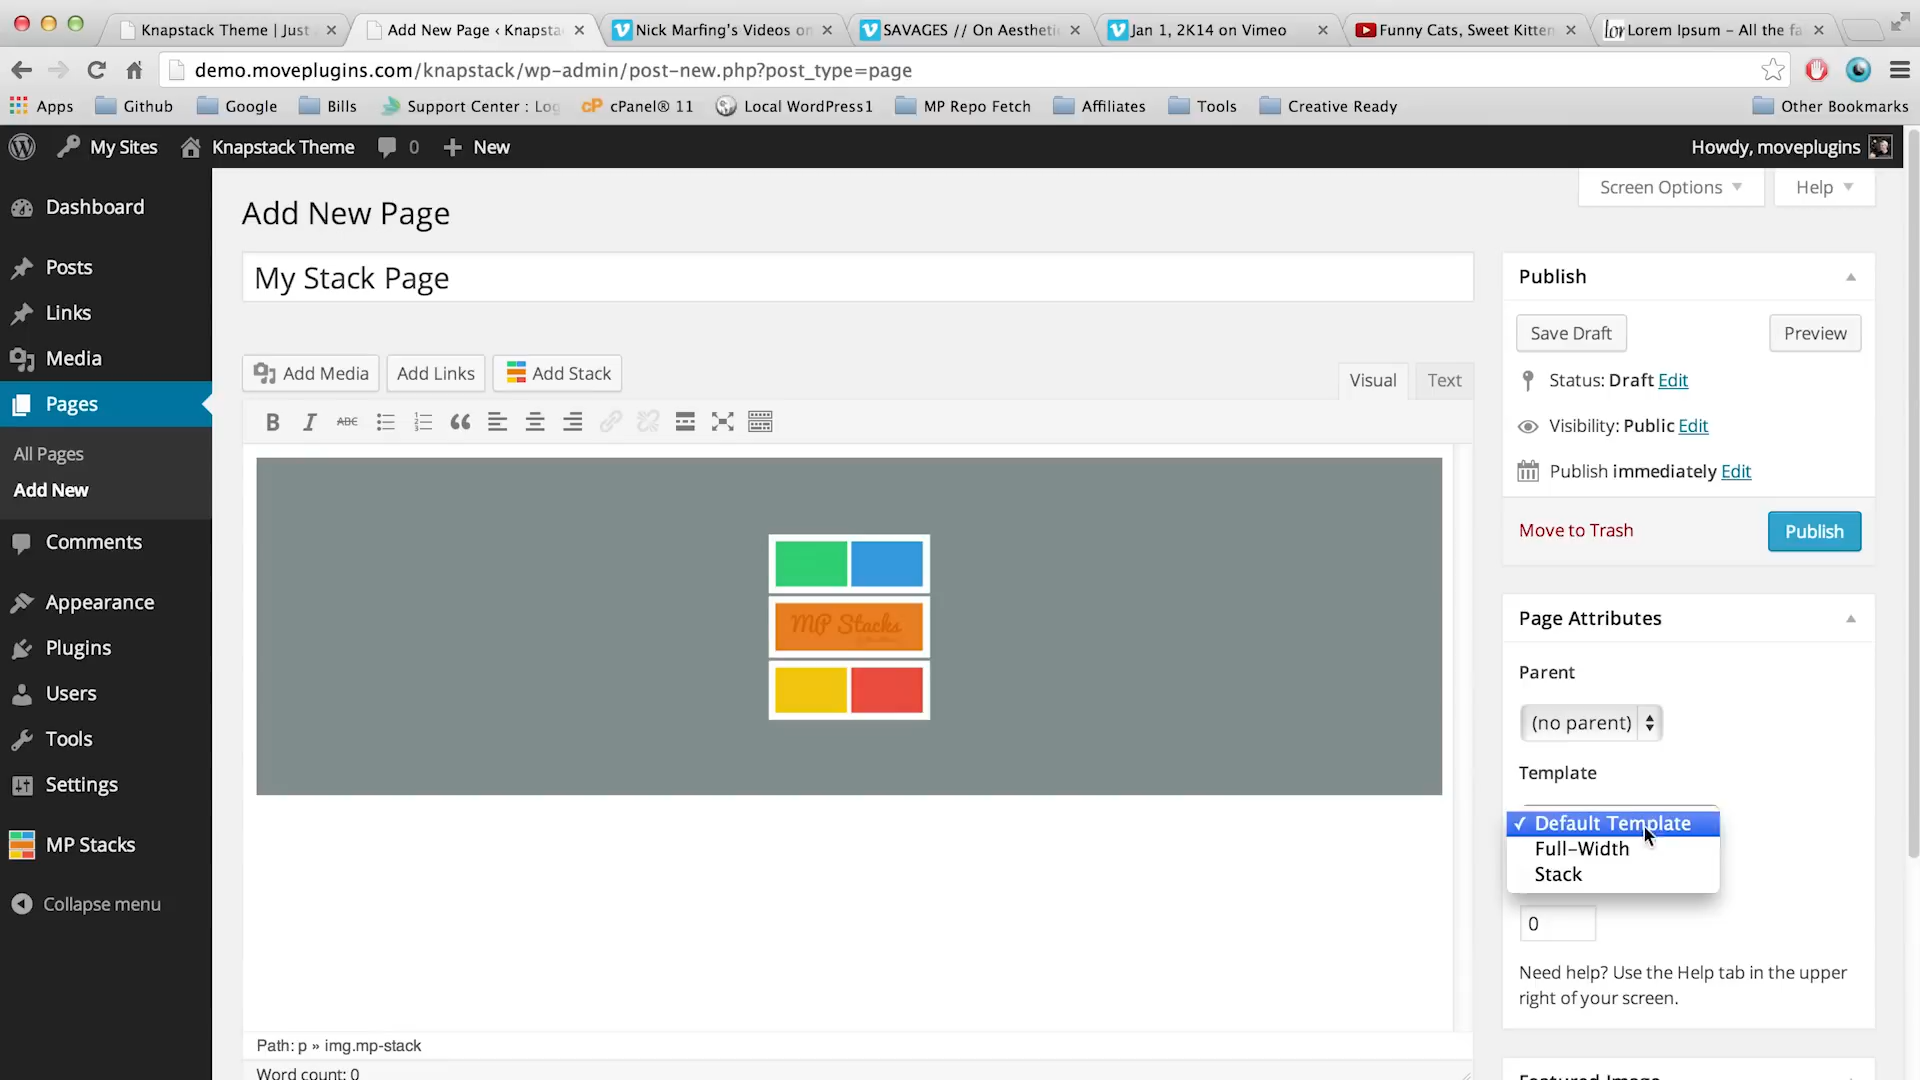 Knapstack Theme | Just
Add New Page ‹ Knapsta
Nick Marfing's Videos on
SAVAGES // On Aestheti
Jan 1, 2K14 on Vimeo
Funny Cats, Sweet Kitten
Lorem Ipsum - All the fa
demo.moveplugins.com/knapstack/wp-admin/post-new.php?post_type=page
Apps
Github
Google
Bills
Support Center : Log
cPanel® 11
Local WordPress1
MP Repo Fetch
Affiliates
Tools
Creative Ready
Other Bookmarks
My Sites
Knapstack Theme
0
New
Howdy, moveplugins
Dashboard
Posts
Links
Media
Pages
All Pages
Add New
Comments
Appearance
Plugins
Users
Tools
Settings
MP Stacks
Collapse menu
Screen Options
Help
Add New Page
My Stack Page
Add Media
Add Links
Add Stack
Visual
Text
B I ABC
MP Stacks
Path: p » img.mp-stack
Word count: 0
Publish
Save Draft
Preview
Status: Draft Edit
Visibility: Public Edit
Publish immediately Edit
Move to Trash
Publish
Page Attributes
Parent
(no parent)
Template
✓ Default Template
Full-Width
Stack
0
Need help? Use the Help tab in the upper
right of your screen.
Featured Image